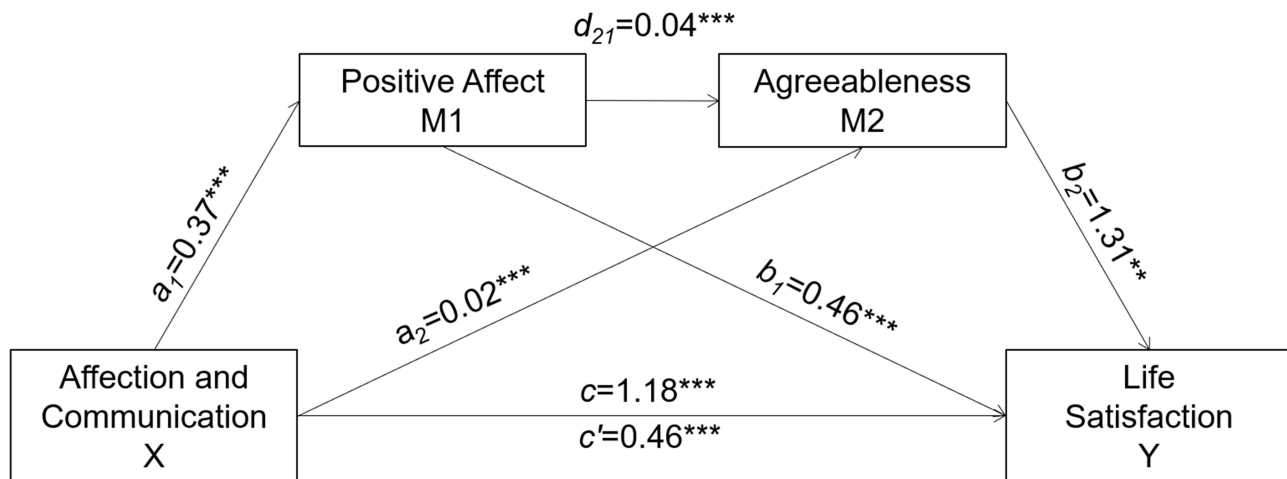 d21=0.04***
Positive Affect
M1
Agreeableness
M2
a1=0.37***
a2=0.02***
b1=0.46***
b2=1.31**
Affection and
Communication
X
c=1.18***
c'=0.46***
Life
Satisfaction
Y